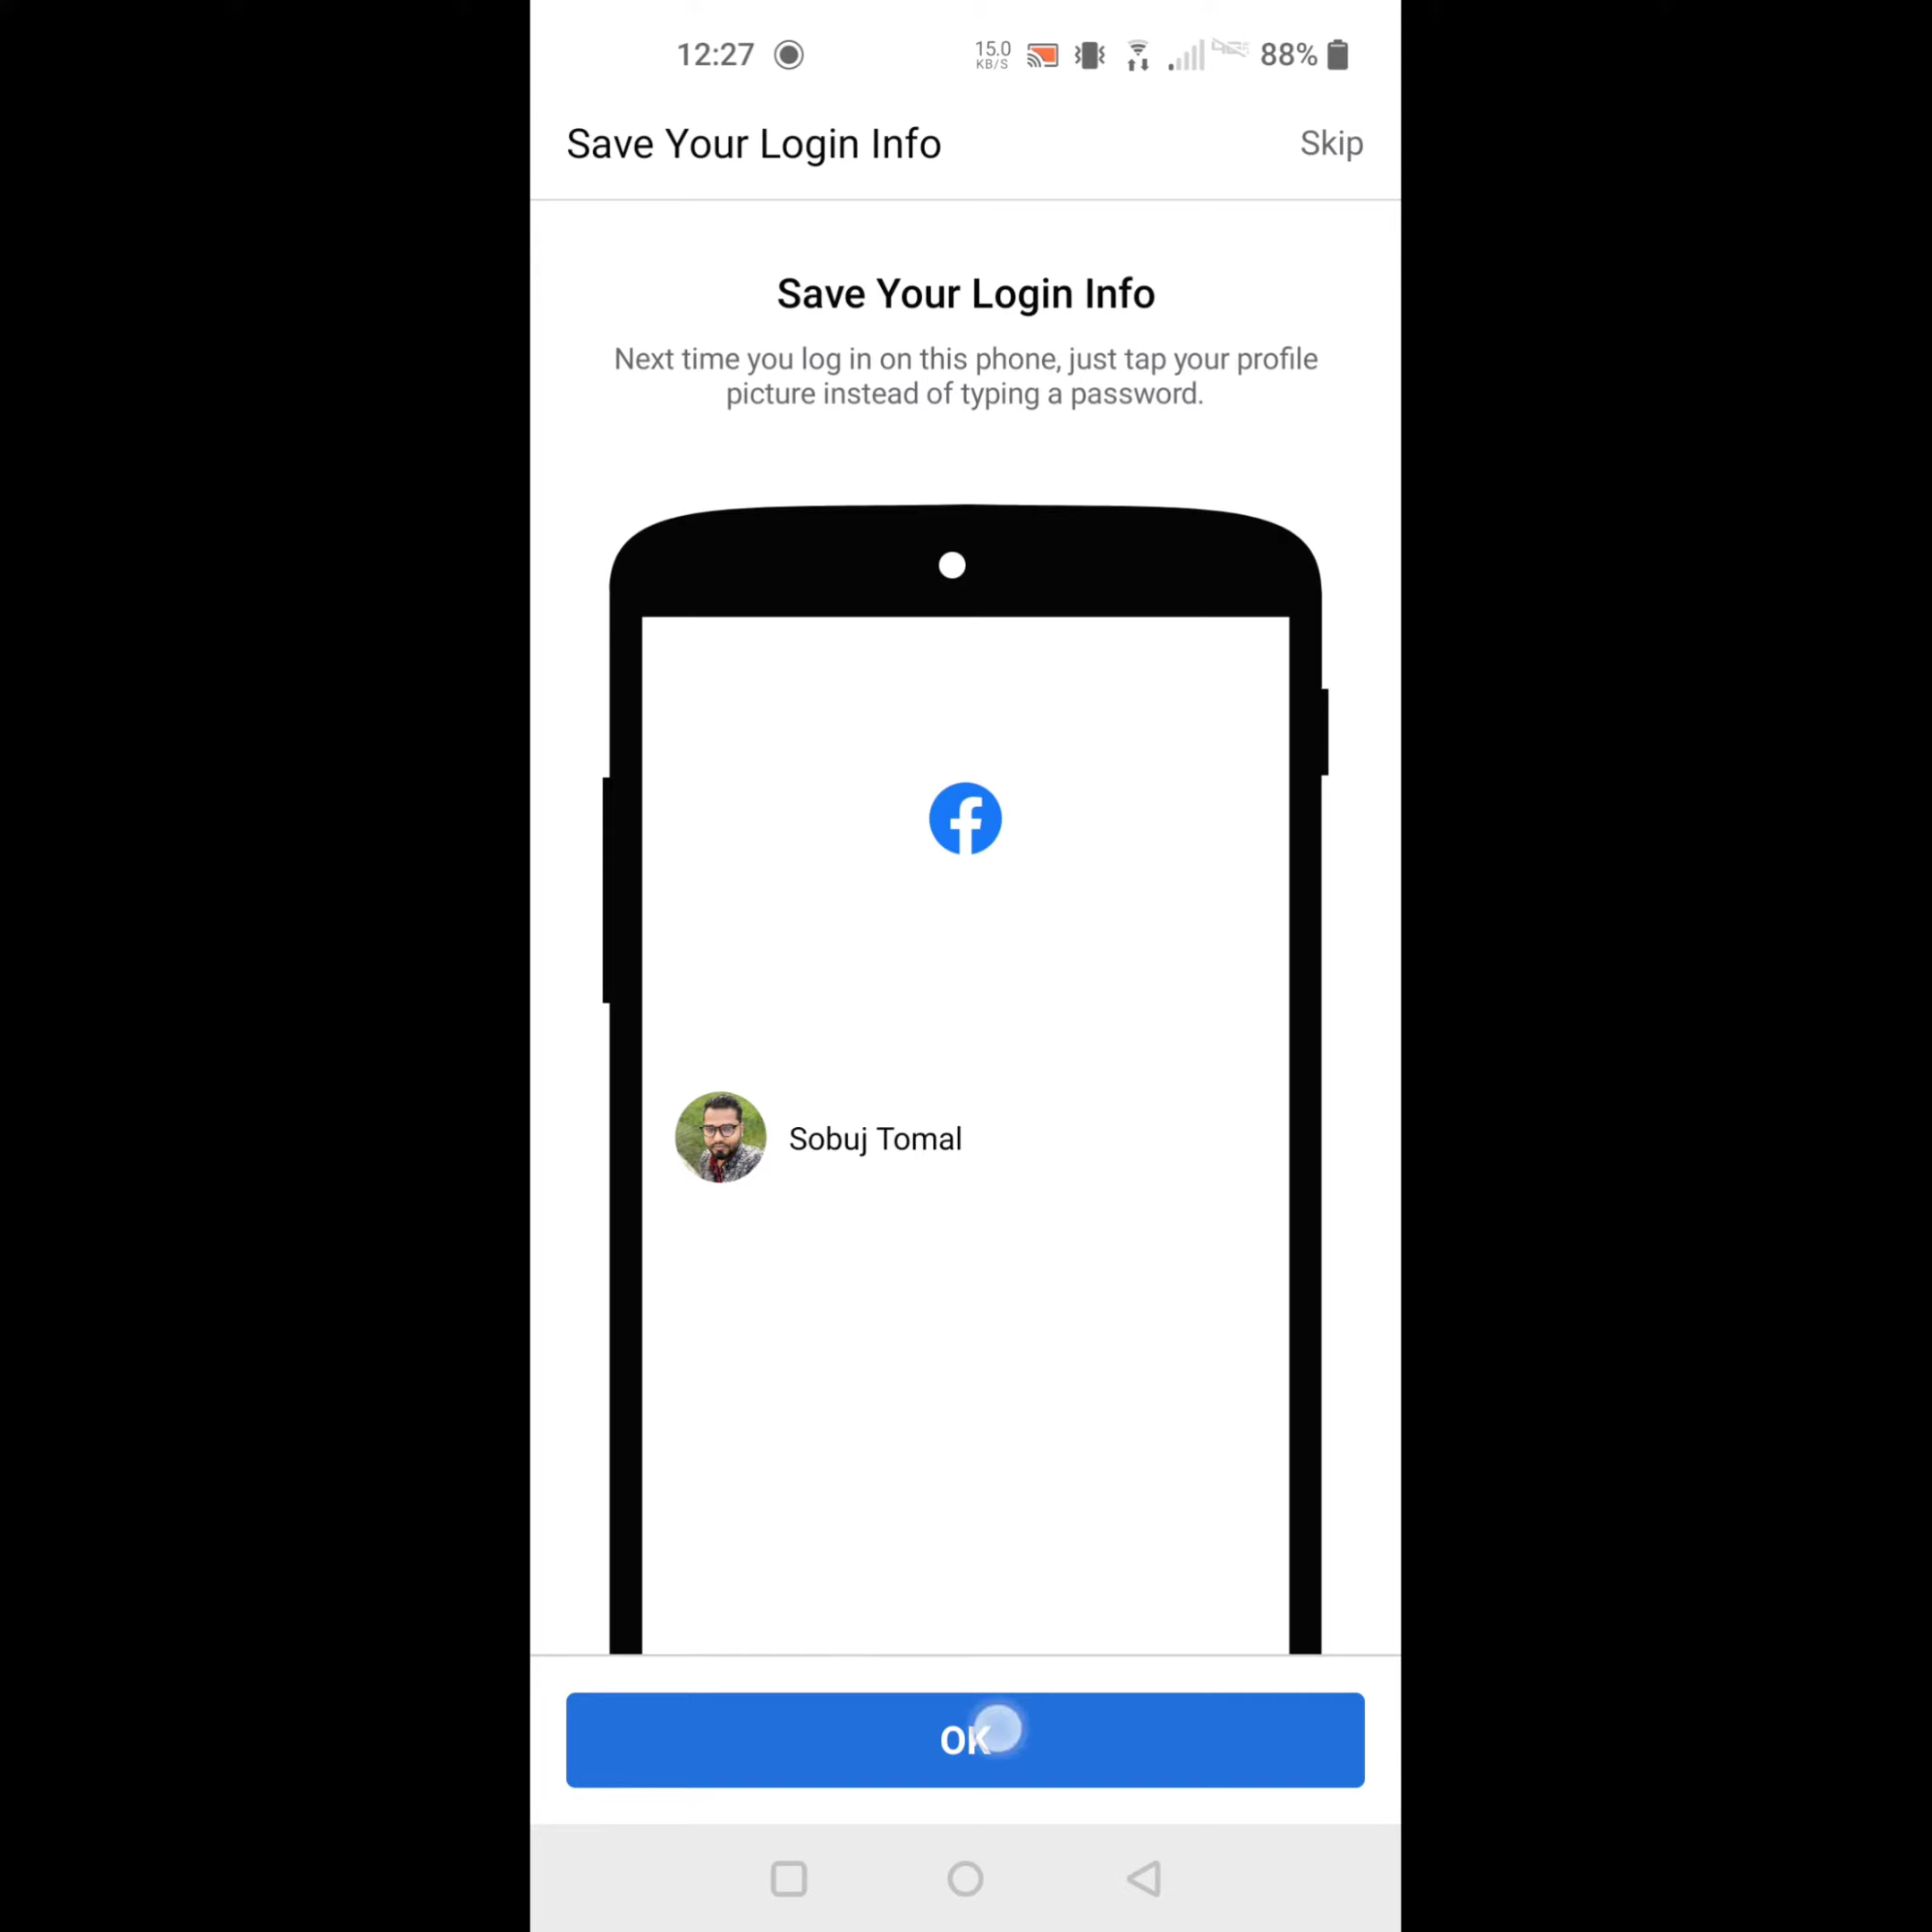 12:27
15.0
KB/S
88%
Save Your Login Info
Skip
Save Your Login Info
Next time you log in on this phone, just tap your profile
picture instead of typing a password.
Sobuj Tomal
OK